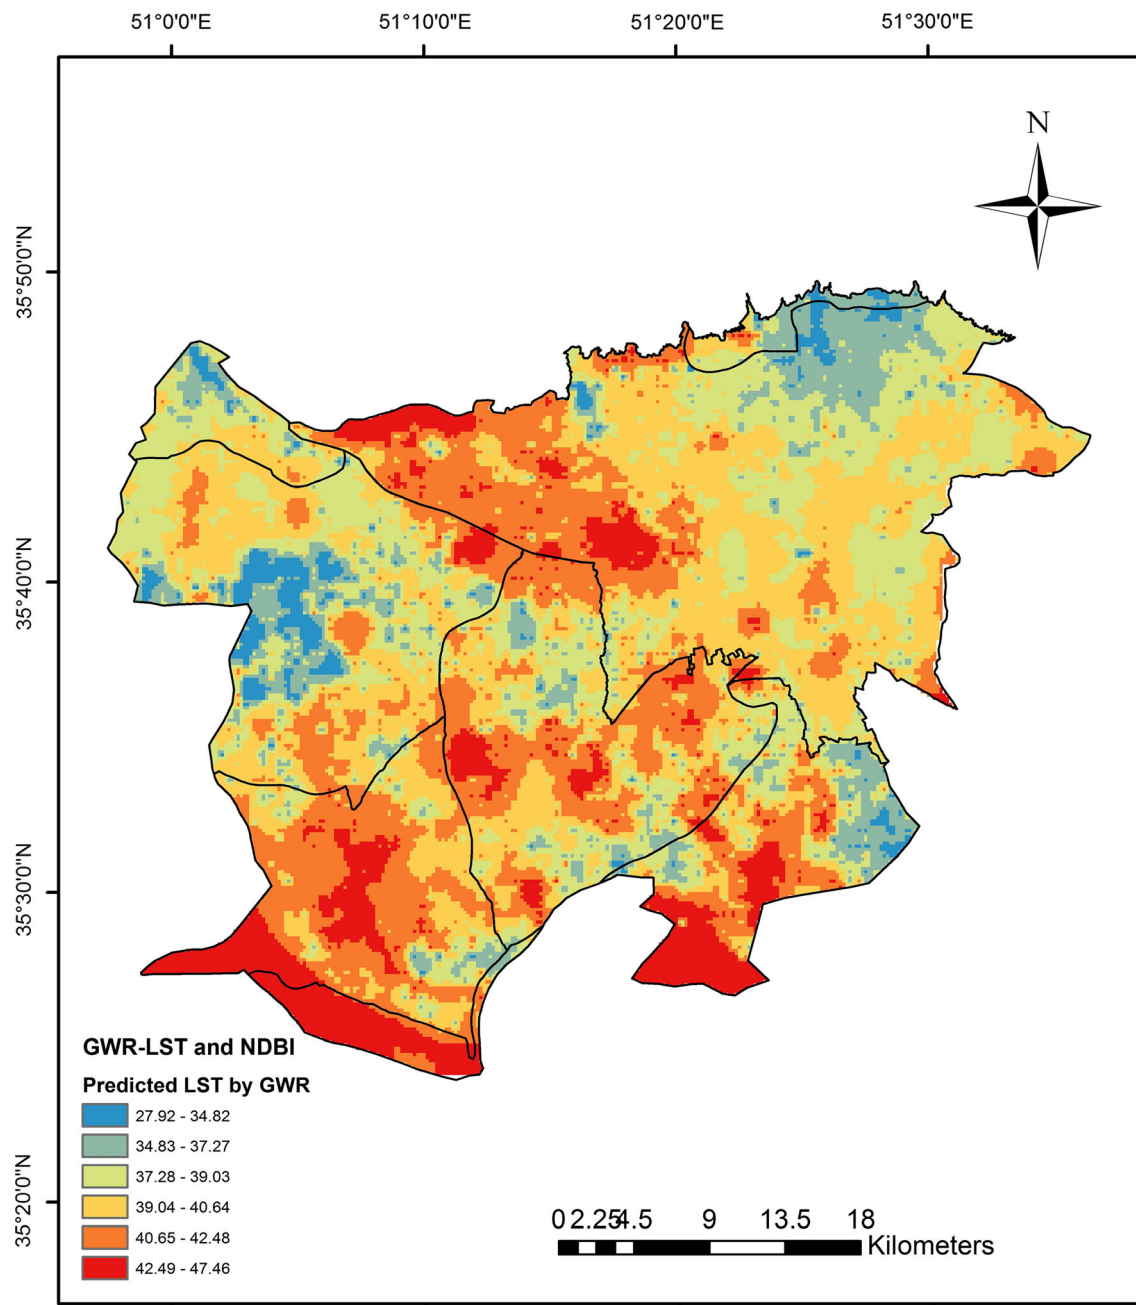 51°0'0"E 51°10'0"E 51°20'0"E 51°30'0"E
N
35°50'0"N
35°40'0"N
35°30'0"N
35°20'0"N
GWR-LST and NDBI
Predicted LST by GWR
27.92 - 34.82
34.83 - 37.27
37.28 - 39.03
39.04 - 40.64
40.65 - 42.48
42.49 - 47.46
0 2.25 4.5 9 13.5 18
Kilometers